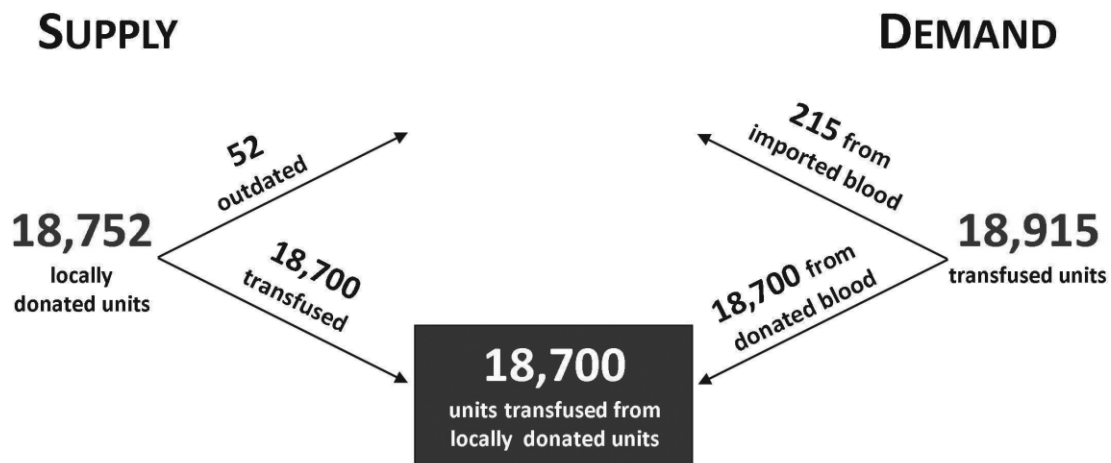 SUPPLY
DEMAND
52
outdated
215 from
imported blood
18,752
locally
donated units
18,700
transfused
18,915
transfused units
18,700 from
donated blood
18,700
units transfused from
locally donated units